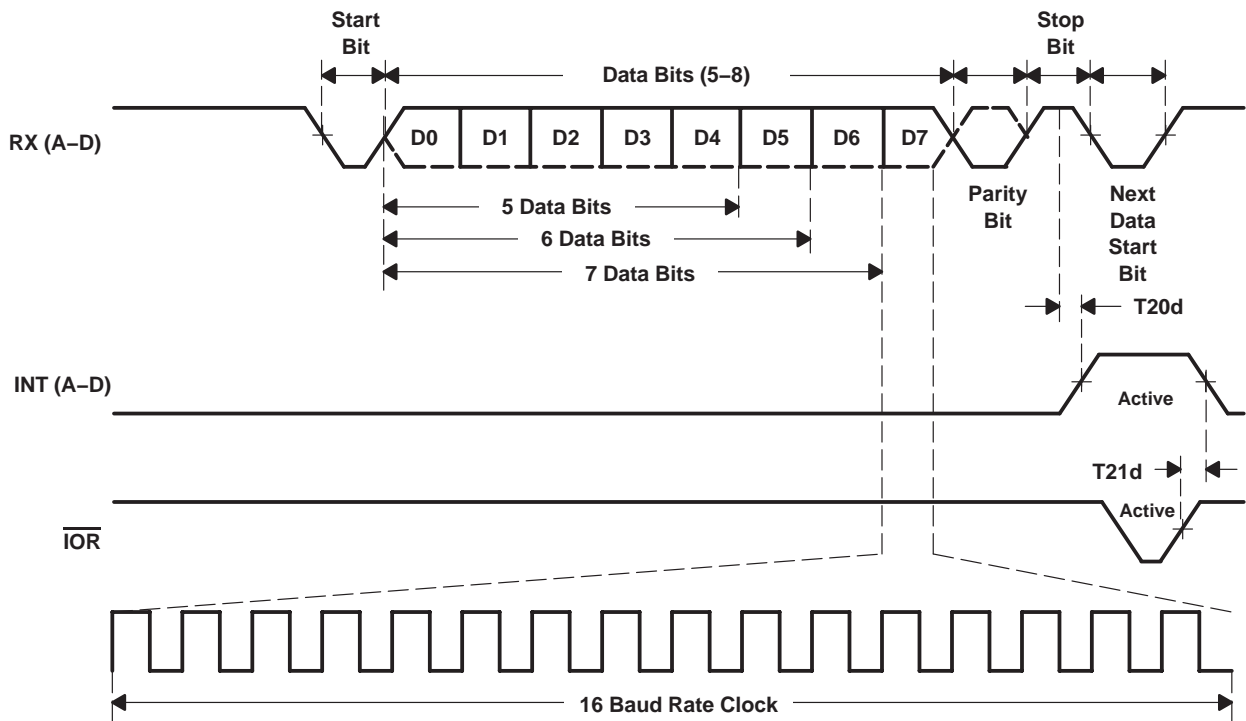 Start
Bit
Stop
Bit
Data Bits (5–8)
RX (A–D)
D0 D1 D2 D3 D4 D5 D6 D7
5 Data Bits
6 Data Bits
7 Data Bits
Parity
Bit
Next
Data
Start
Bit
T20d
INT (A–D)
Active
T21d
Active
IOR
16 Baud Rate Clock